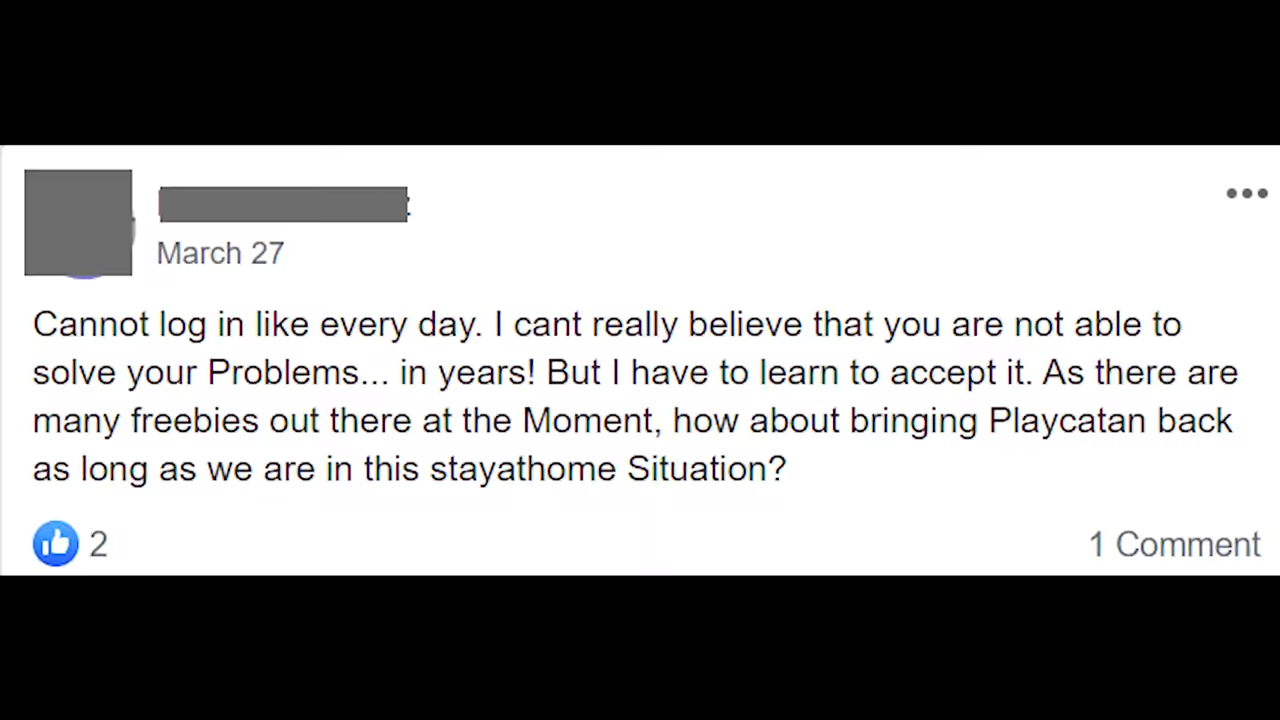 March 27
Cannot log in like every day. I cant really believe that you are not able to
solve your Problems... in years! But I have to learn to accept it. As there are
many freebies out there at the Moment, how about bringing Playcatan back
as long as we are in this stayathome Situation?
2
1 Comment